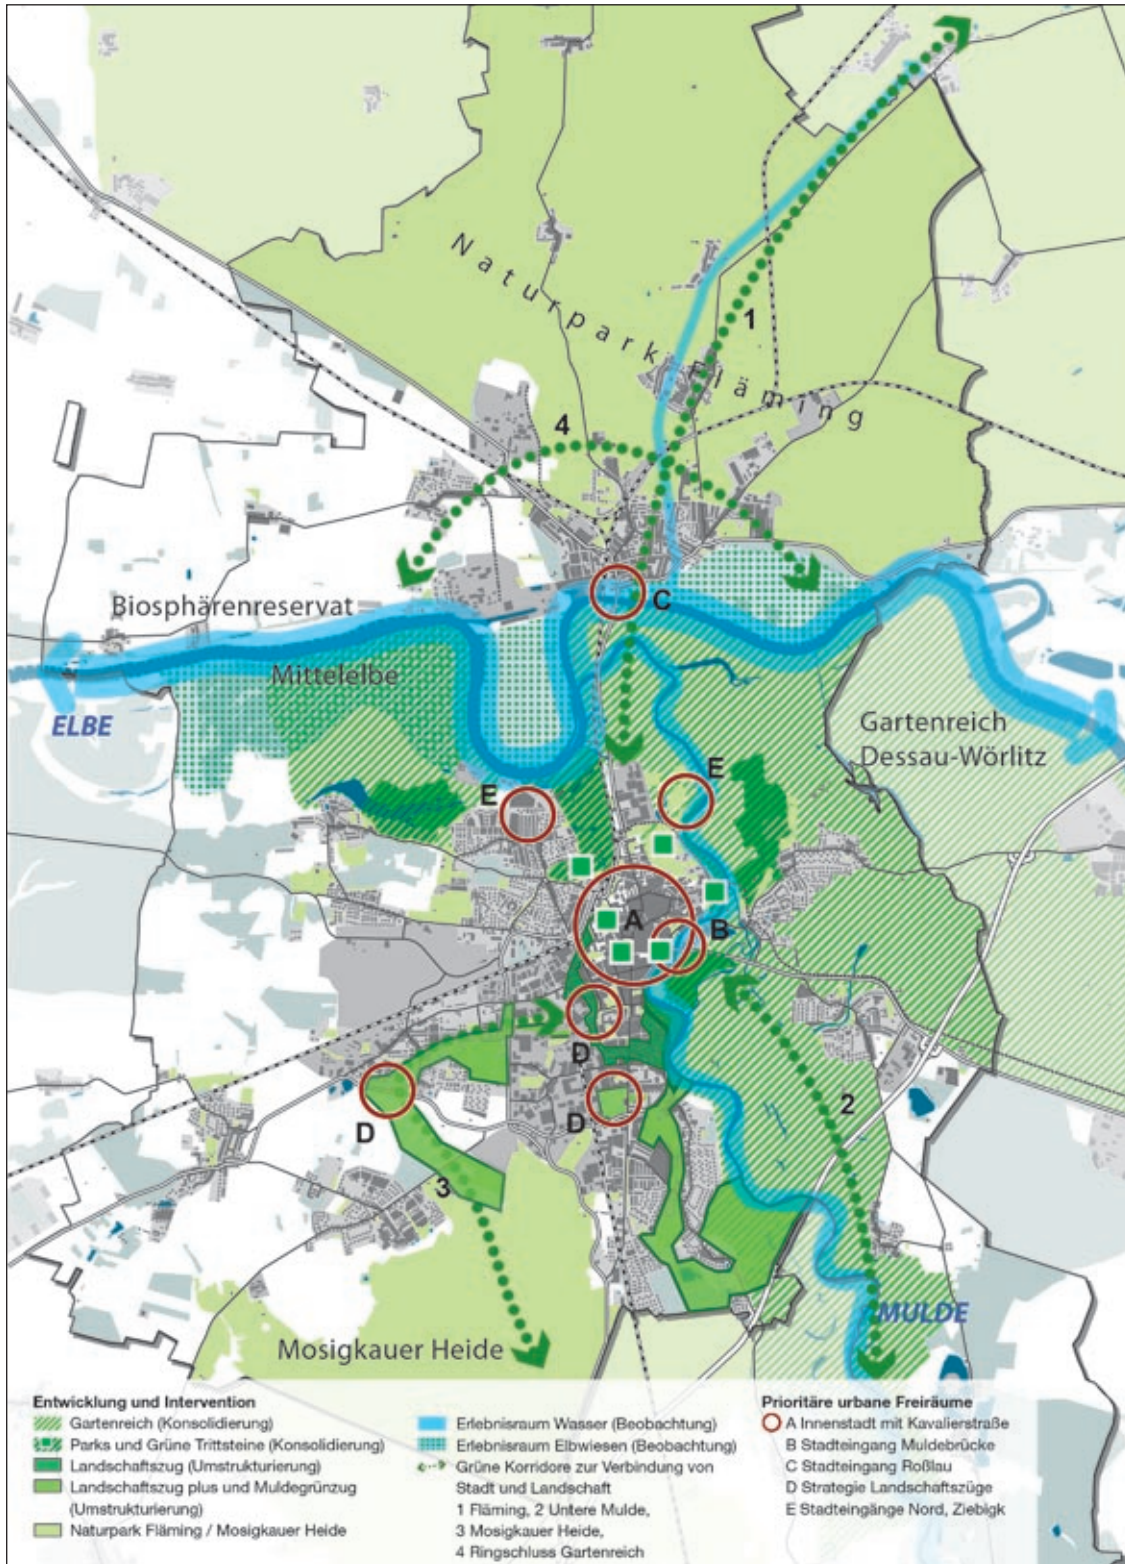 Naturpark Fläming
1
4
Biosphärenreservat
C
Mittelelbe
ELBE
Gartenreich
Dessau-Wörlitz
E
E
A
B
D
D
D
2
3
MULDE
Mosigkauer Heide
Entwicklung und Intervention
Gartenreich (Konsolidierung)
Parks und Grüne Trittsteine (Konsolidierung)
Landschaftszug (Umstrukturierung)
Landschaftszug plus und Muldegrünzug
(Umstrukturierung)
Naturpark Fläming / Mosigkauer Heide
Erlebnisraum Wasser (Beobachtung)
Erlebnisraum Elbwiesen (Beobachtung)
Grüne Korridore zur Verbindung von
Stadt und Landschaft
1 Fläming, 2 Untere Mulde,
3 Mosigkauer Heide,
4 Ringschluss Gartenreich
Prioritäre urbane Freiräume
A Innenstadt mit Kavalierstraße
B Stadteingang Muldebrücke
C Stadteingang Roßlau
D Strategie Landschaftszüge
E Stadteingänge Nord, Ziebigk